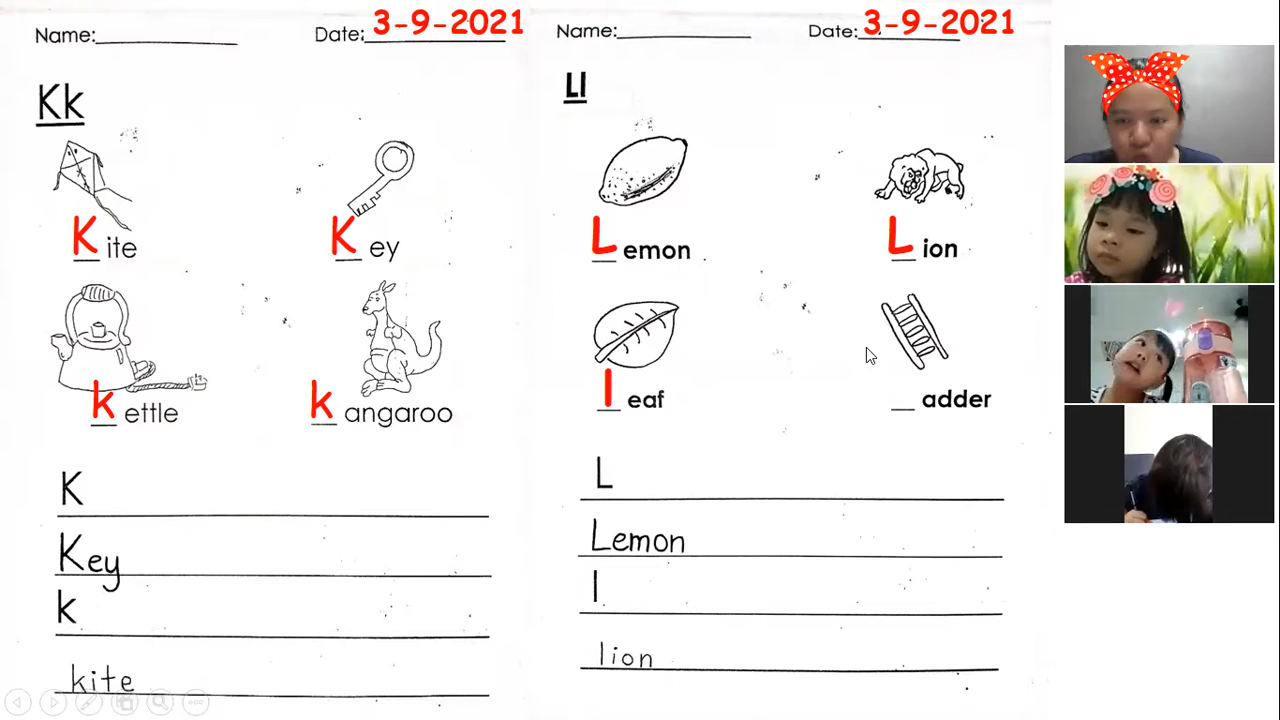 Name:
Date: 3-9-2021
Kk
K ite
K ey
k ettle
k angaroo
K
Key
k
kite
Name:
Date: 3-9-2021
Ll
L emon
L ion
l eaf
__ adder
L
Lemon
l
lion